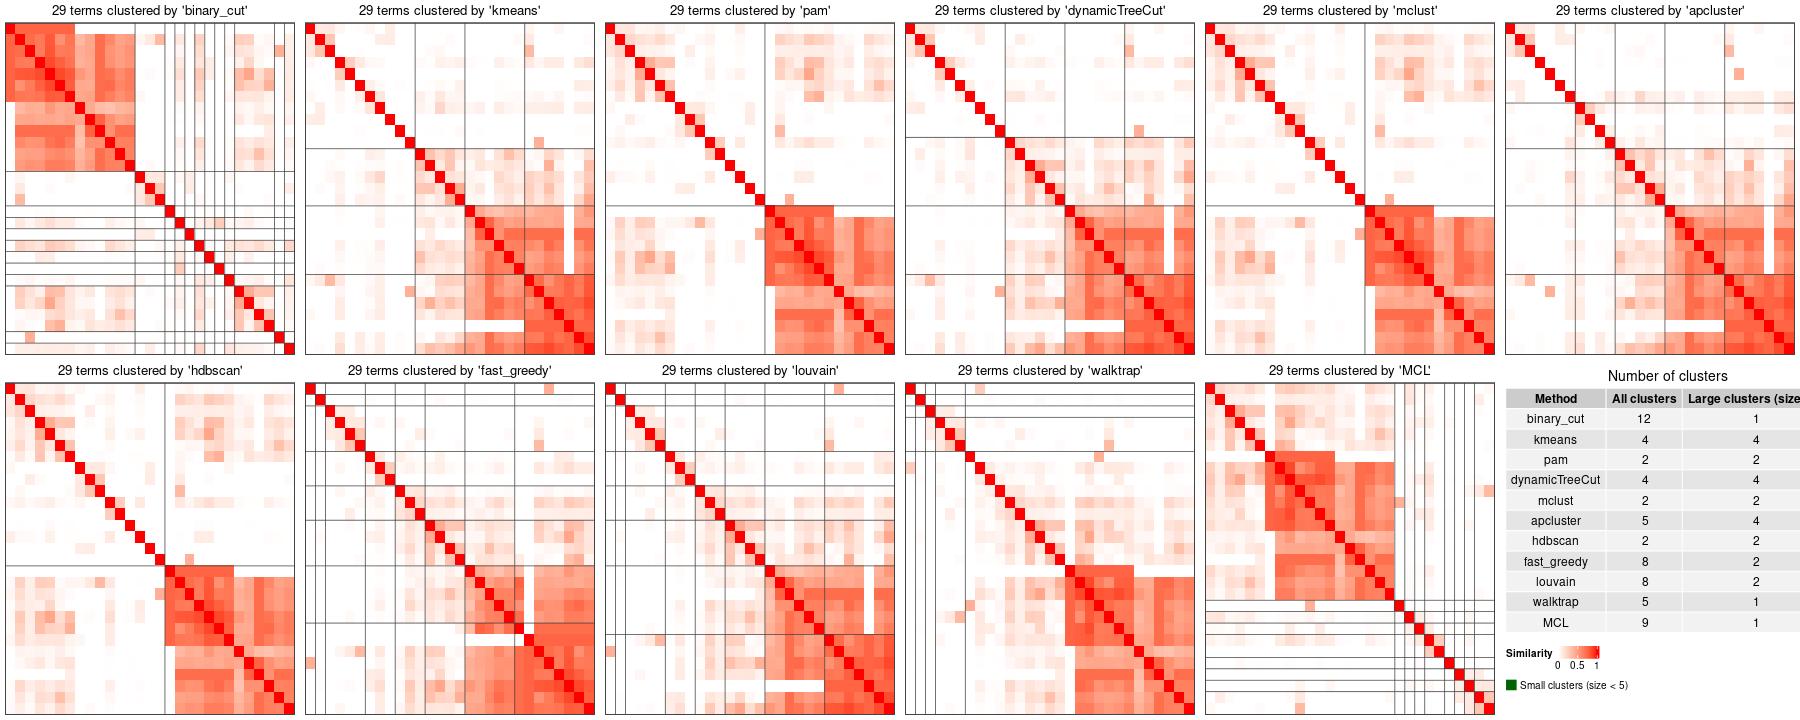 29 terms clustered by 'binary_cut'
29 terms clustered by 'kmeans'
29 terms clustered by 'pam'
29 terms clustered by 'dynamicTreeCut'
29 terms clustered by 'mclust'
29 terms clustered by 'apcluster'
29 terms clustered by 'hdbscan'
29 terms clustered by 'fast_greedy'
29 terms clustered by 'louvain'
29 terms clustered by 'walktrap'
29 terms clustered by 'MCL'
Number of clusters
Method All clusters Large clusters (size
binary_cut 12 1
kmeans 4 4
pam 2 2
dynamicTreeCut 4 4
mclust 2 2
apcluster 5 4
hdbscan 2 2
fast_greedy 8 2
louvain 8 2
walktrap 5 1
MCL 9 1
Similarity
0 0.5 1
Small clusters (size < 5)